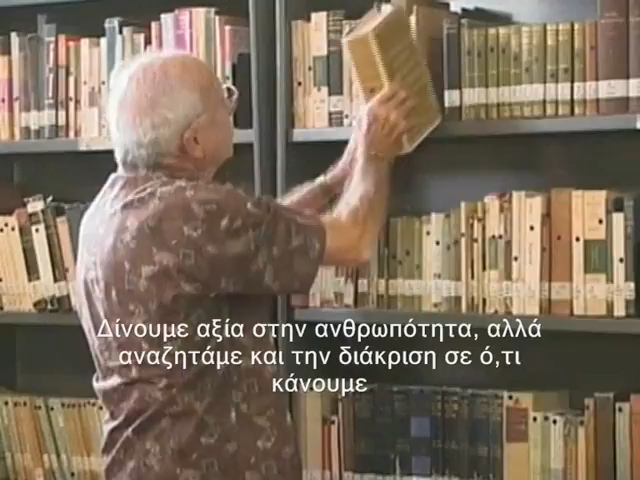 Δίνουμε αξία στην ανθρωπότητα, αλλά
αναζητάμε και την διάκριση σε ό,τι
κάνουμε